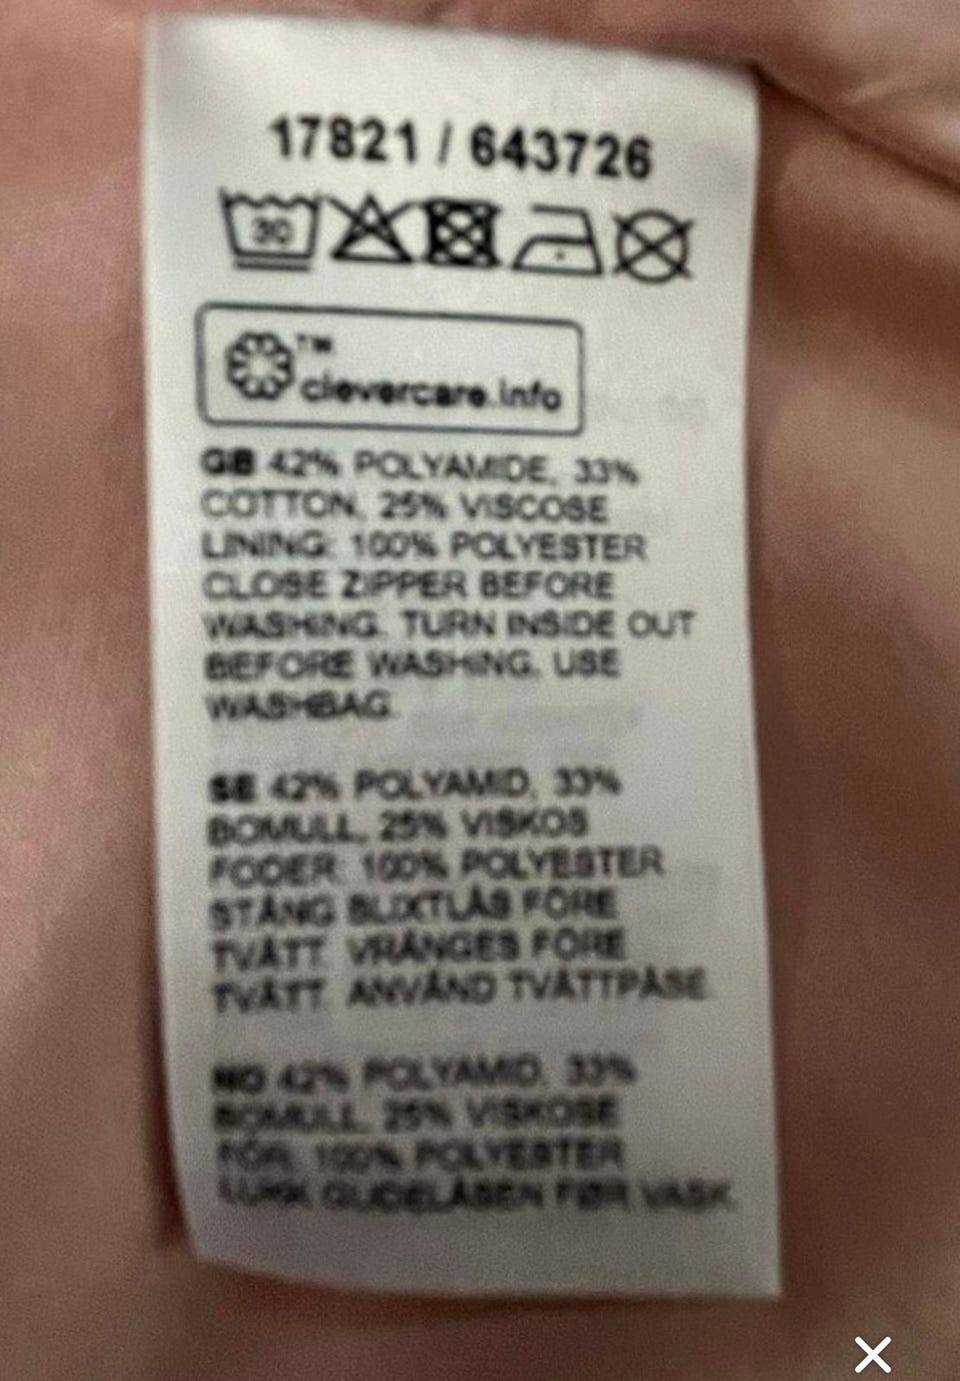 17821 / 643726
30
™
clevercare.info
GB 42% POLYAMIDE, 33%
COTTON, 25% VISCOSE
LINING: 100% POLYESTER
CLOSE ZIPPER BEFORE
WASHING. TURN INSIDE OUT
BEFORE WASHING. USE
WASHBAG.
SE 42% POLYAMID, 33%
BOMULL, 25% VISKOS
FODER: 100% POLYESTER
STÄNG BLIXTLÅS FÖRE
TVÄTT. VRÄNGES FÖRE
TVÄTT. ANVÄND TVÄTTPÅSE.
NO 42% POLYAMID, 33%
BOMULL, 25% VISKOSE
FÔR: 100% POLYESTER
LUKK GLIDELÅSEN FØR VASK.